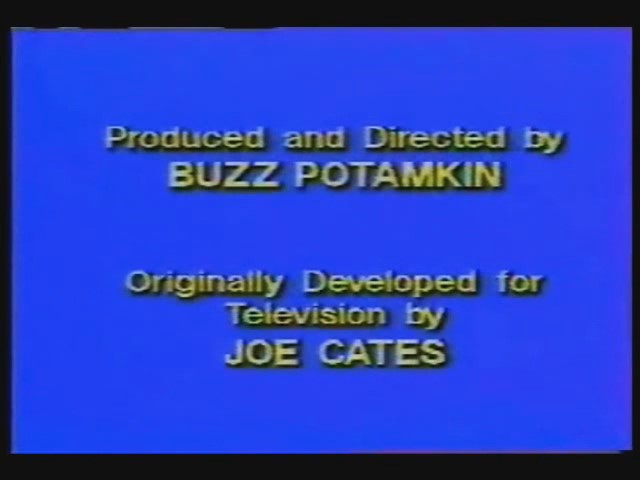 Produced and Directed by
BUZZ POTAMKIN
Originally Developed for
Television by
JOE CATES